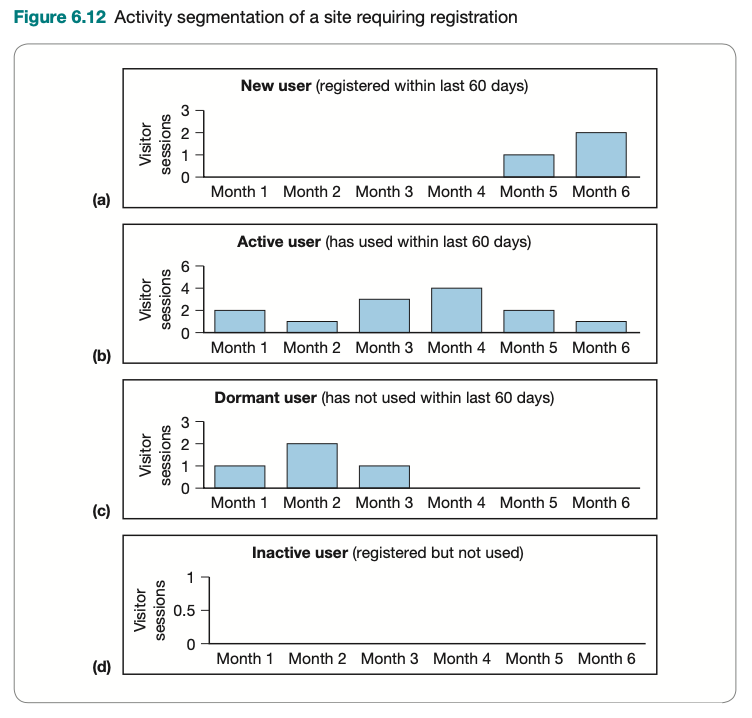 Figure 6.12 Activity segmentation of a site requiring registration
New user (registered within last 60 days)
Visitor
sessions
3
2
1
0
Month 1 Month 2 Month 3 Month 4 Month 5 Month 6
(a)
Active user (has used within last 60 days)
Visitor
sessions
6
4
2
0
Month 1 Month 2 Month 3 Month 4 Month 5 Month 6
(b)
Dormant user (has not used within last 60 days)
Visitor
sessions
3
2
1
0
Month 1 Month 2 Month 3 Month 4 Month 5 Month 6
(c)
Inactive user (registered but not used)
Visitor
sessions
1
0.5
0
Month 1 Month 2 Month 3 Month 4 Month 5 Month 6
(d)